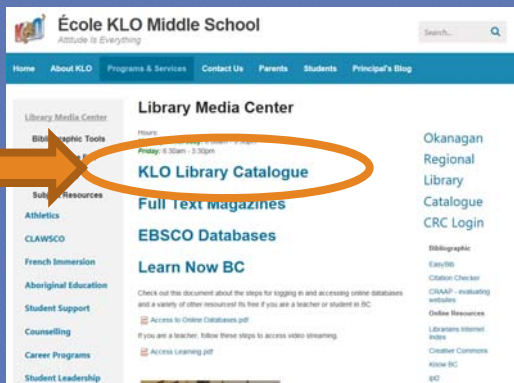 École KLO Middle School
Attitude Is Everything
Search...
Home About KLO Programs & Services Contact Us Parents Students Principal's Blog
Library Media Center
Bibliographic Tools
Subject Resources
Athletics
CLAWSCO
French Immersion
Aboriginal Education
Student Support
Counselling
Career Programs
Student Leadership
Library Media Center
Hours:
Friday: 8:30am - 3:30pm
KLO Library Catalogue
Full Text Magazines
EBSCO Databases
Learn Now BC
Check out this document about the steps for logging in and accessing online databases
and a variety of other resources! Its free if you are a teacher or student in BC.
Access to Online Databases.pdf
If you are a teacher, follow these steps to access video streaming.
Access Learning.pdf
Okanagan
Regional
Library
Catalogue
CRC Login
Bibliographic
EasyBib
Citation Checker
CRAAP - evaluating
websites
Online Resources
Librarians Internet
Index
Creative Commons
Know BC